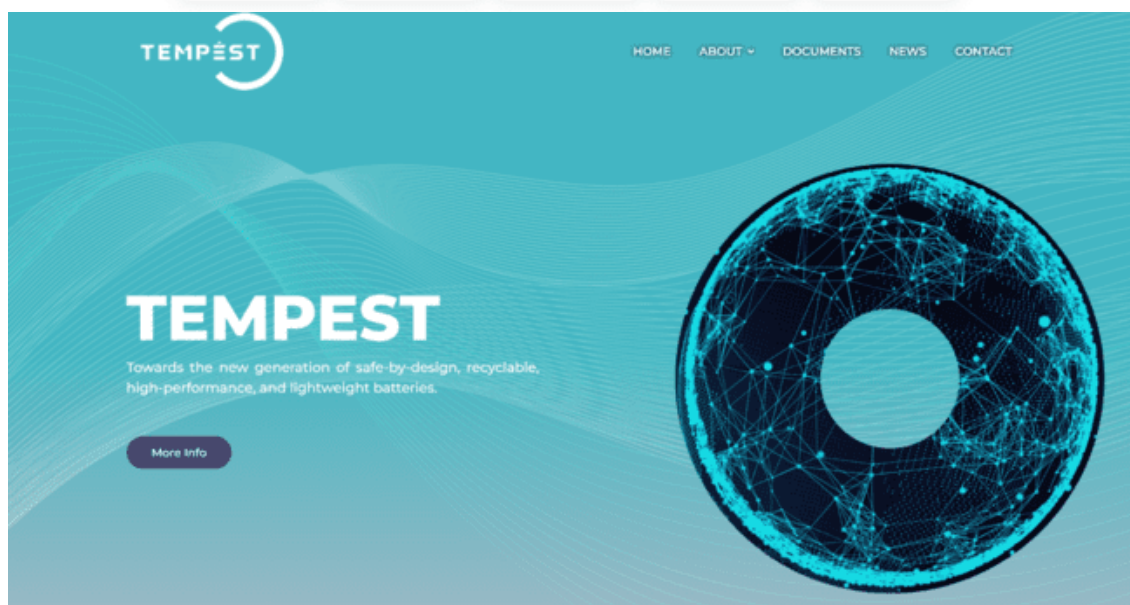 TEMPEST
HOME ABOUT DOCUMENTS NEWS CONTACT
TEMPEST
Towards the new generation of safe-by-design, recyclable,
high-performance, and lightweight batteries.
More Info